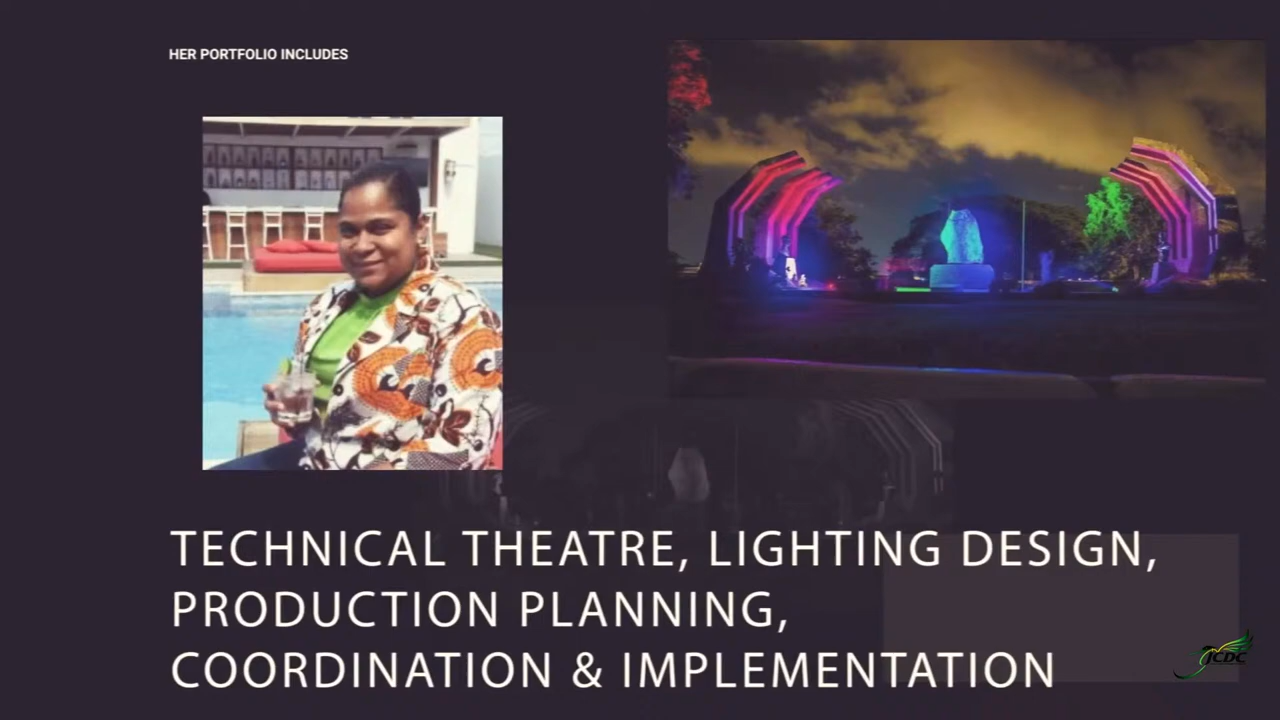 HER PORTFOLIO INCLUDES
TECHNICAL THEATRE, LIGHTING DESIGN,
PRODUCTION PLANNING,
COORDINATION & IMPLEMENTATION
JCDC